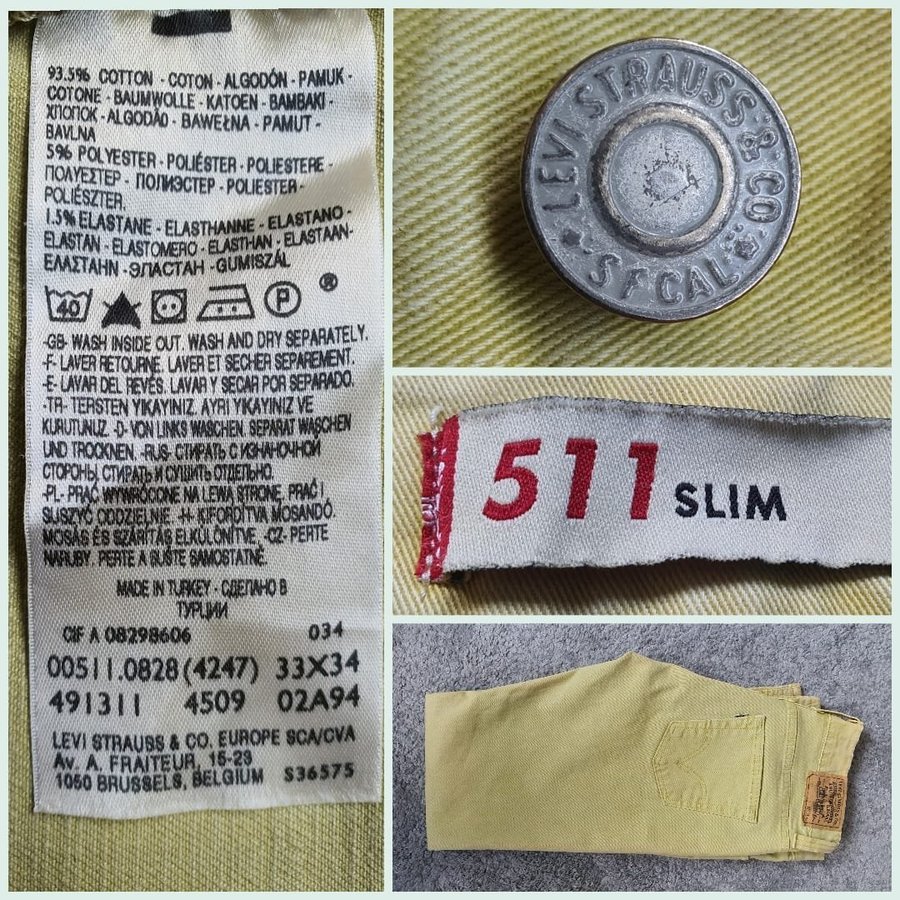 93.5% COTTON - COTON - ALGODÓN - PAMUK -
COTONE - BAUMWOLLE - KATOEN - BAMBAKI -
ХЛОПОК - ALGODÃO - BAWEŁNA - PAMUT -
BAVLNA
5% POLYESTER - POLIÉSTER - POLIESTERE -
ΠΟΛΥΕΣΤΕΡ - ПОЛИЭСТЕР - POLIESTER -
POLIÉSZTER.
1.5% ELASTANE - ELASTHANNE - ELASTANO -
ELASTAN - ELASTOMERO - ELASTHAN - ELASTAAN-
ΕΛΑΣΤΑΗΝ - ЭЛАСТАН - GUMISZÁL
40 P ®
-GB- WASH INSIDE OUT. WASH AND DRY SEPARATELY.
-F- LAVER RETOURNE. LAVER ET SECHER SEPAREMENT.
-E- LAVAR DEL REVÉS. LAVAR Y SECAR POR SEPARADO.
-TR- TERSTEN YIKAYINIZ. AYRI YIKAYINIZ VE
KURUTUNUZ. -D- VON LINKS WASCHEN. SEPARAT WASCHEN
UND TROCKNEN. -RUS- СТИРАТЬ С ИЗНАНОЧНОЙ
СТОРОНЫ, СТИРАТЬ И СУШИТЬ ОТДЕЛЬНО.
-PL- PRAĆ WYWRÓCONE NA LEWĄ STRONĘ, PRAĆ I
SUSZYĆ ODDZIELNIE. -H- KIFORDÍTVA MOSANDÓ.
MOSÁS ÉS SZÁRÍTÁS ELKÜLÖNÍTVE. -CZ- PERTE
NARUBY. PERTE A SUŠTE SAMOSTATNĚ.
MADE IN TURKEY - СДЕЛАНО В
ТУРЦИИ
CIF A 08298606 034
00511.0828 (4247) 33X34
491311 4509 02A94
LEVI STRAUSS & CO. EUROPE SCA/CVA
Av. A. FRAITEUR, 15-23
1050 BRUSSELS, BELGIUM S36575
LEVI STRAUSS & CO
S F CAL
511 SLIM